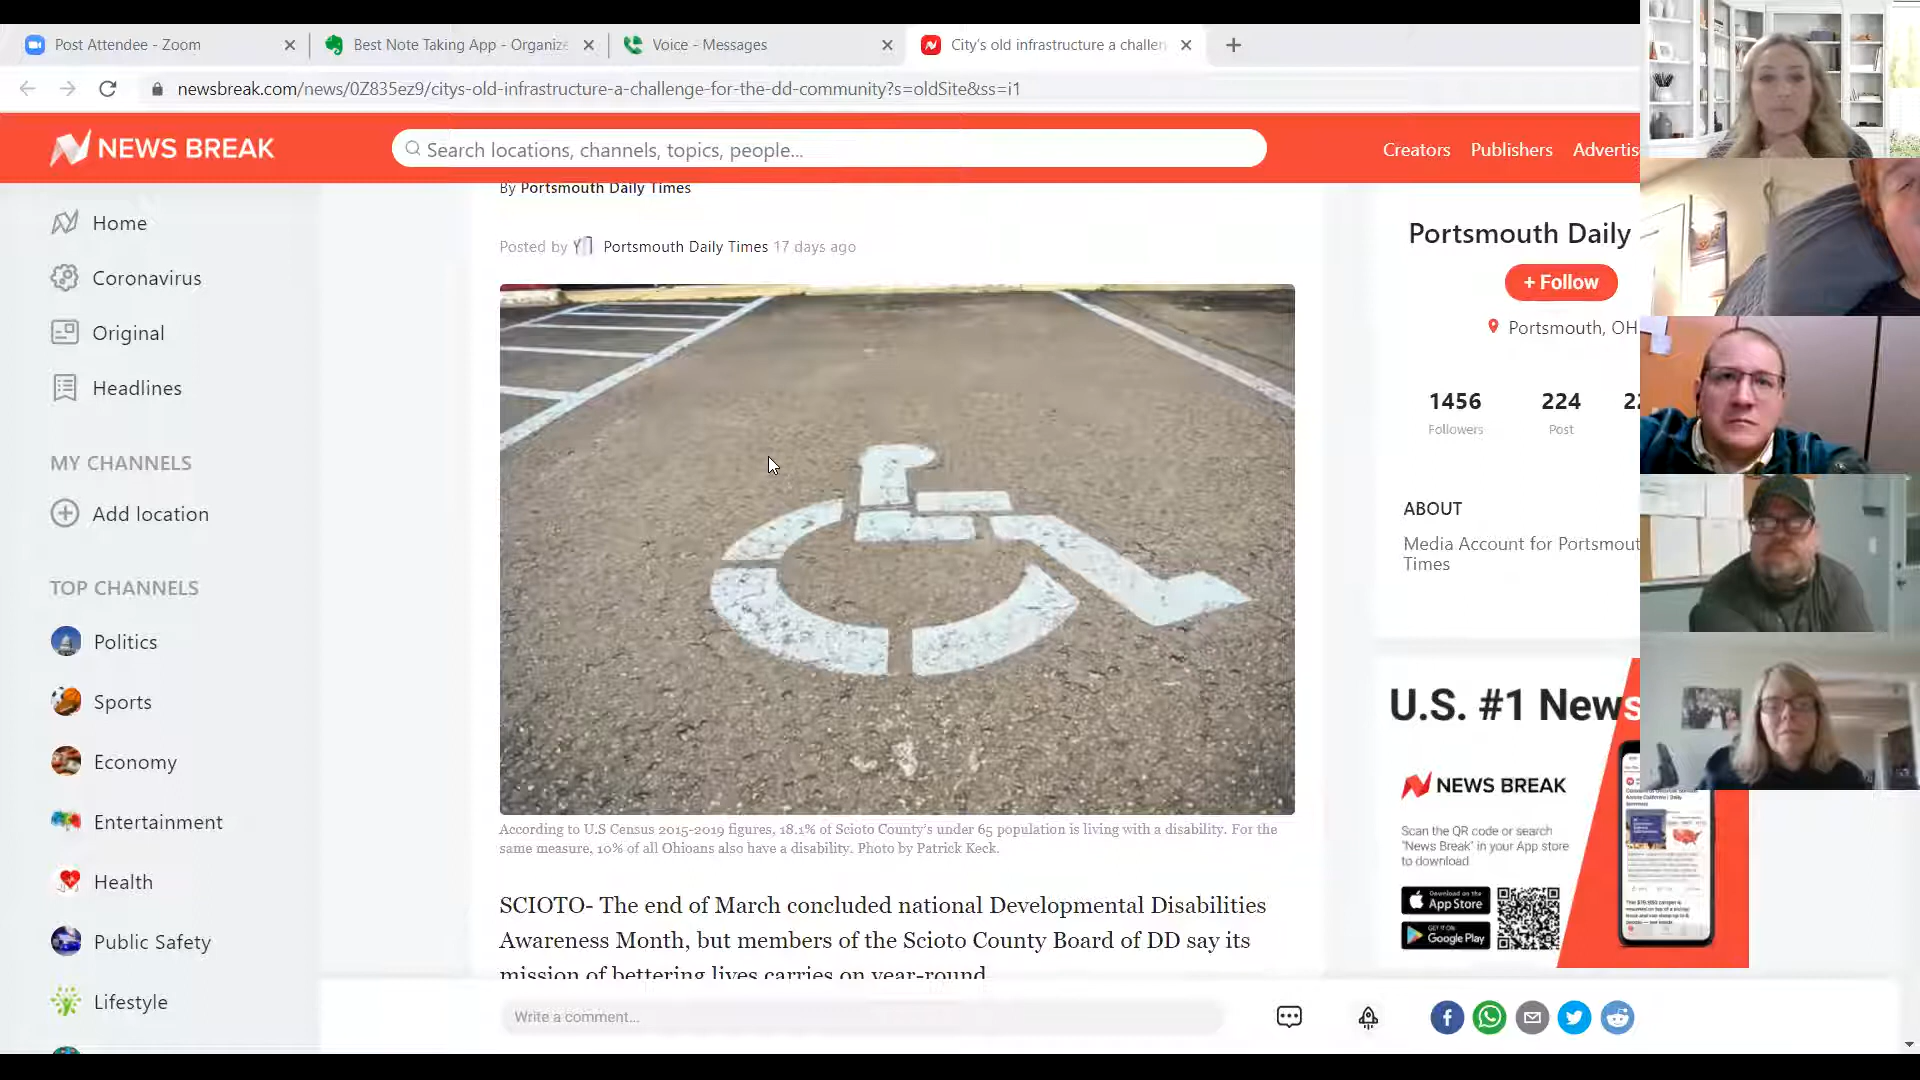 Post Attendee - Zoom
Best Note Taking App - Organize
Voice - Messages
City's old infrastructure a challen
newsbreak.com/news/0Z835ez9/citys-old-infrastructure-a-challenge-for-the-dd-community?s=oldSite&ss=i1
NEWS BREAK
Search locations, channels, topics, people...
Creators
Publishers
Advertis
Home
Coronavirus
Original
Headlines
MY CHANNELS
Add location
TOP CHANNELS
Politics
Sports
Economy
Entertainment
Health
Public Safety
Lifestyle
By Portsmouth Daily Times
Posted by Portsmouth Daily Times 17 days ago
According to U.S Census 2015-2019 figures, 18.1% of Scioto County's under 65 population is living with a disability. For the
same measure, 10% of all Ohioans also have a disability. Photo by Patrick Keck.
SCIOTO- The end of March concluded national Developmental Disabilities
Awareness Month, but members of the Scioto County Board of DD say its
mission of bettering lives carries on year-round
Write a comment...
Portsmouth Daily
+ Follow
Portsmouth, OH
1456
224
Followers
Post
ABOUT
Media Account for Portsmout
Times
U.S. #1 News
NEWS BREAK
Scan the QR code or search
"News Break" in your App store
to download
Download on the
App Store
GET IT ON
Google Play